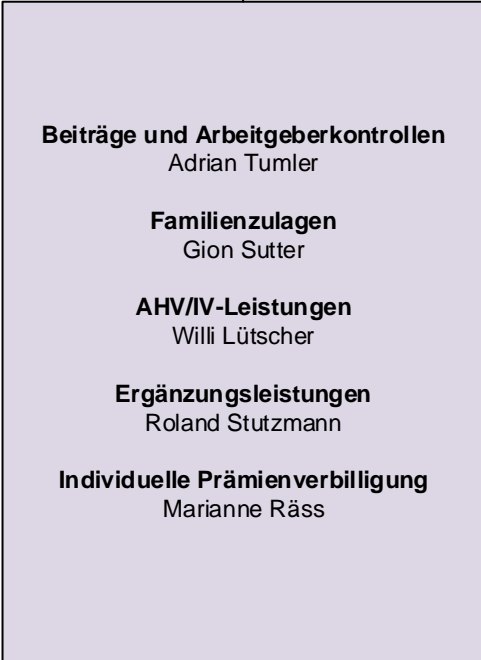 Beiträge und Arbeitgeberkontrollen
Adrian Tumler
Familienzulagen
Gion Sutter
AHV/IV-Leistungen
Willi Lütscher
Ergänzungsleistungen
Roland Stutzmann
Individuelle Prämienverbilligung
Marianne Räss